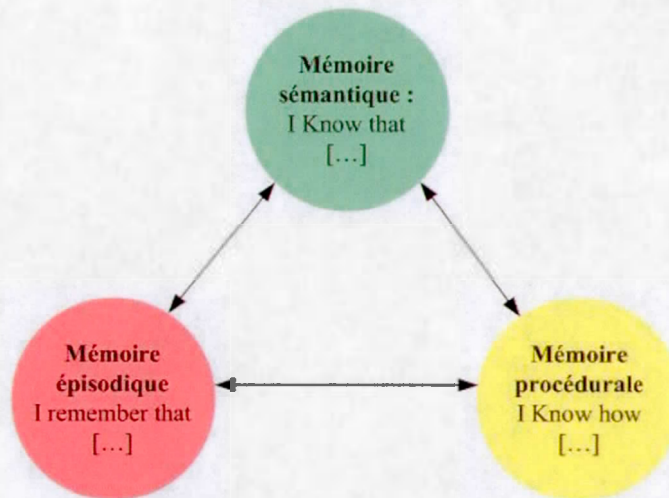 Mémoire
sémantique :
I Know that
[…]
Mémoire
épisodique
I remember that
[…]
Mémoire
procédurale
I Know how
[…]